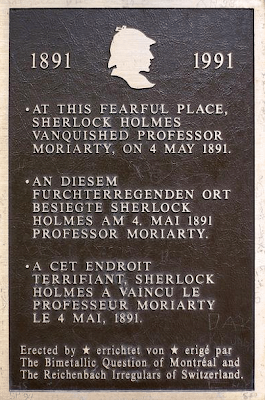 1891 1991
• AT THIS FEARFUL PLACE,
SHERLOCK HOLMES
VANQUISHED PROFESSOR
MORIARTY, ON 4 MAY 1891.
• AN DIESEM
FURCHTERREGENDEN ORT
BESIEGTE SHERLOCK
HOLMES AM 4. MAI 1891
PROFESSOR MORIARTY.
• A CET ENDROIT
TERRIFIANT, SHERLOCK
HOLMES A VAINCU LE
PROFESSEUR MORIARTY
LE 4 MAI, 1891.
Erected by ★ errichtet von ★ erigé par
The Bimetallic Question of Montréal and
The Reichenbach Irregulars of Switzerland.